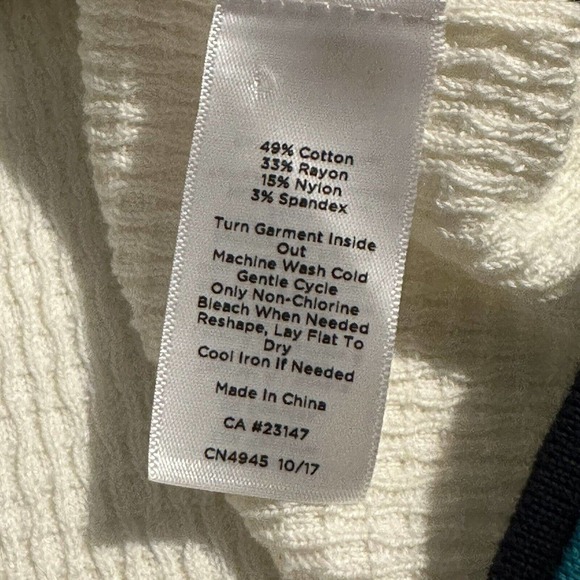 49% Cotton
33% Rayon
15% Nylon
3% Spandex
Turn Garment Inside
Out
Machine Wash Cold
Gentle Cycle
Only Non-Chlorine
Bleach When Needed
Reshape, Lay Flat To
Dry
Cool Iron If Needed
Made In China
CA #23147
CN4945 10/17